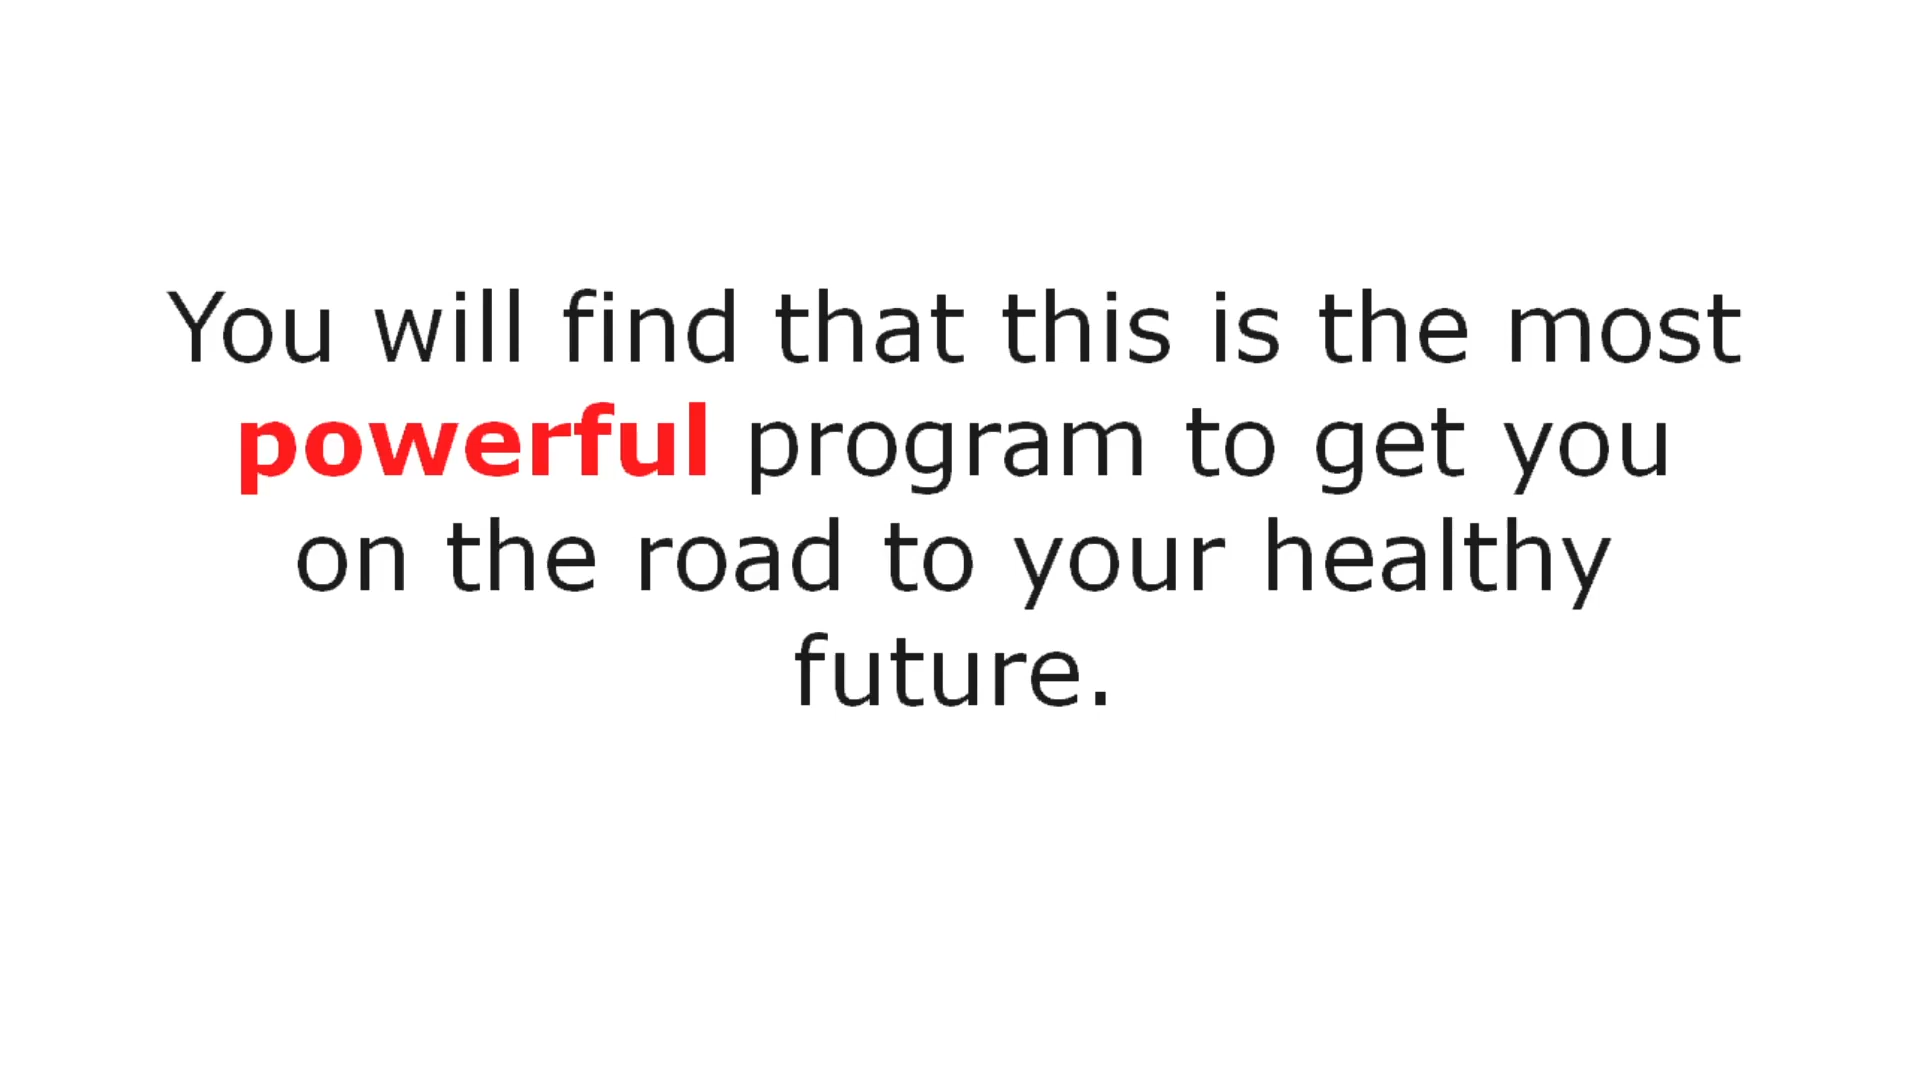 You will find that this is the most
powerful program to get you
on the road to your healthy
future.